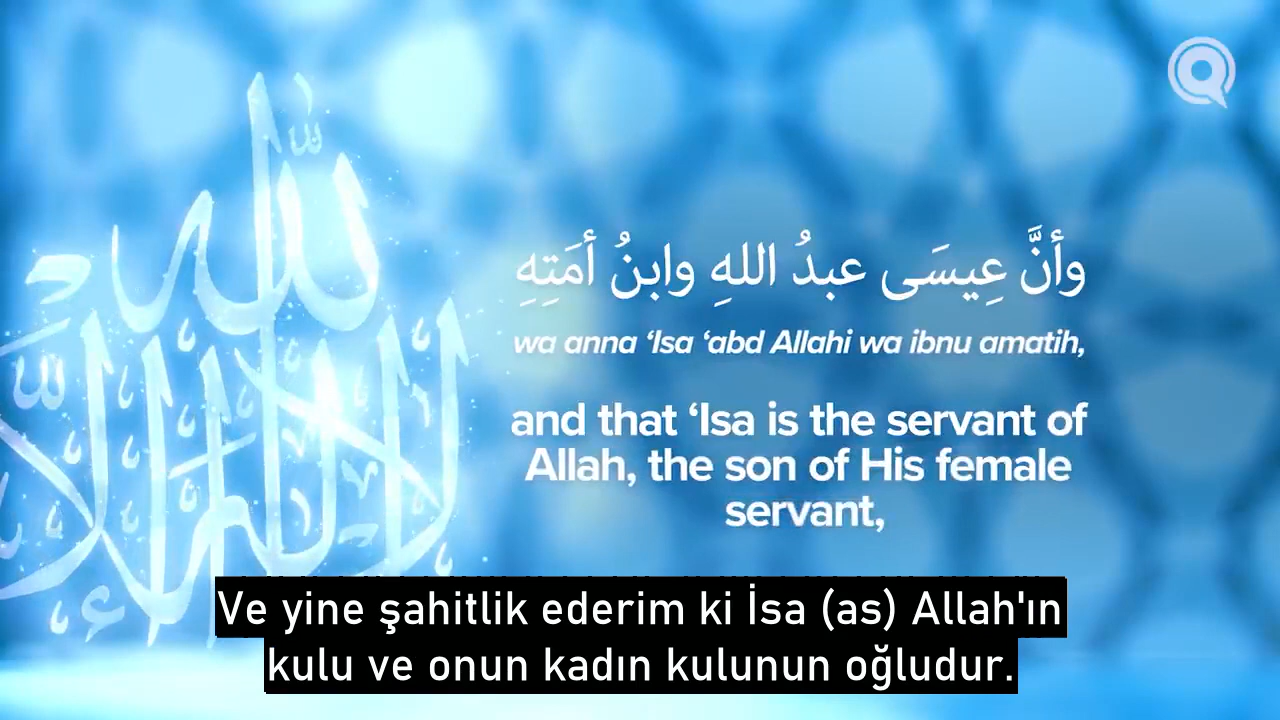 وأنَّ عِيسَى عبدُ اللهِ وابنُ أمَتِهِ
wa anna ‘Isa ‘abd Allahi wa ibnu amatih,
and that ‘Isa is the servant of
Allah, the son of His female
servant,
Ve yine şahitlik ederim ki İsa (as) Allah'ın
kulu ve onun kadın kulunun oğludur.